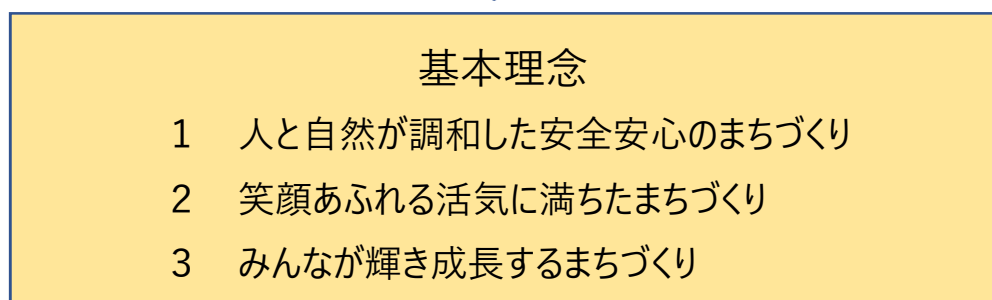 基本理念
1 人と自然が調和した安全安心のまちづくり
2 笑顔あふれる活気に満ちたまちづくり
3 みんなが輝き成長するまちづくり